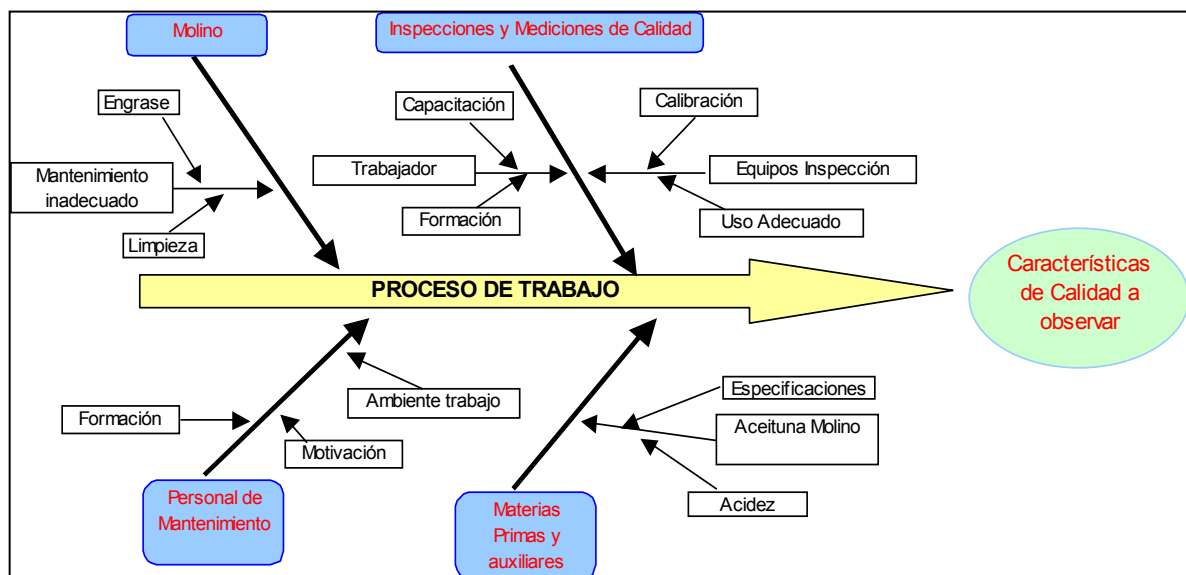 Molino
Inspecciones y Mediciones de Calidad
Engrase
Capacitación
Calibración
Mantenimiento
inadecuado
Trabajador
Equipos Inspección
Limpieza
Formación
Uso Adecuado
PROCESO DE TRABAJO
Características
de Calidad a
observar
Formación
Ambiente trabajo
Motivación
Especificaciones
Aceituna Molino
Acidez
Personal de
Mantenimiento
Materias
Primas y
auxiliares